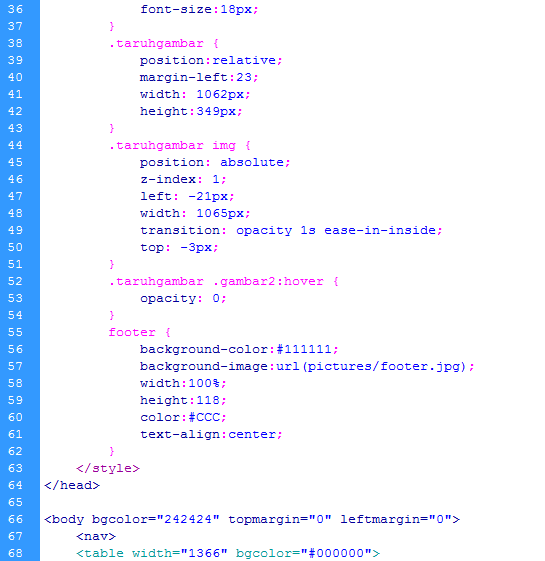 36 font-size:18px;
37 }
38 .taruhgambar {
39 position:relative;
40 margin-left:23;
41 width: 1062px;
42 height:349px;
43 }
44 .taruhgambar img {
45 position: absolute;
46 z-index: 1;
47 left: -21px;
48 width: 1065px;
49 transition: opacity 1s ease-in-inside;
50 top: -3px;
51 }
52 .taruhgambar .gambar2:hover {
53 opacity: 0;
54 }
55 footer {
56 background-color:#111111;
57 background-image:url(pictures/footer.jpg);
58 width:100%;
59 height:118;
60 color:#CCC;
61 text-align:center;
62 }
63 </style>
64 </head>
65
66 <body bgcolor="242424" topmargin="0" leftmargin="0">
67 <nav>
68 <table width="1366" bgcolor="#000000">